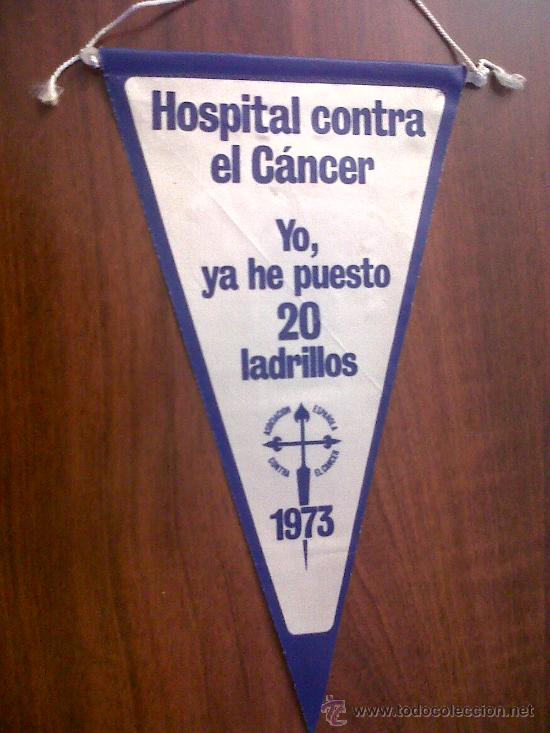 Hospital contra
el Cáncer
Yo,
ya he puesto
20
ladrillos
ASOCIACION ESPAÑOLA
CONTRA EL CANCER
1973
www.todocoleccion.net